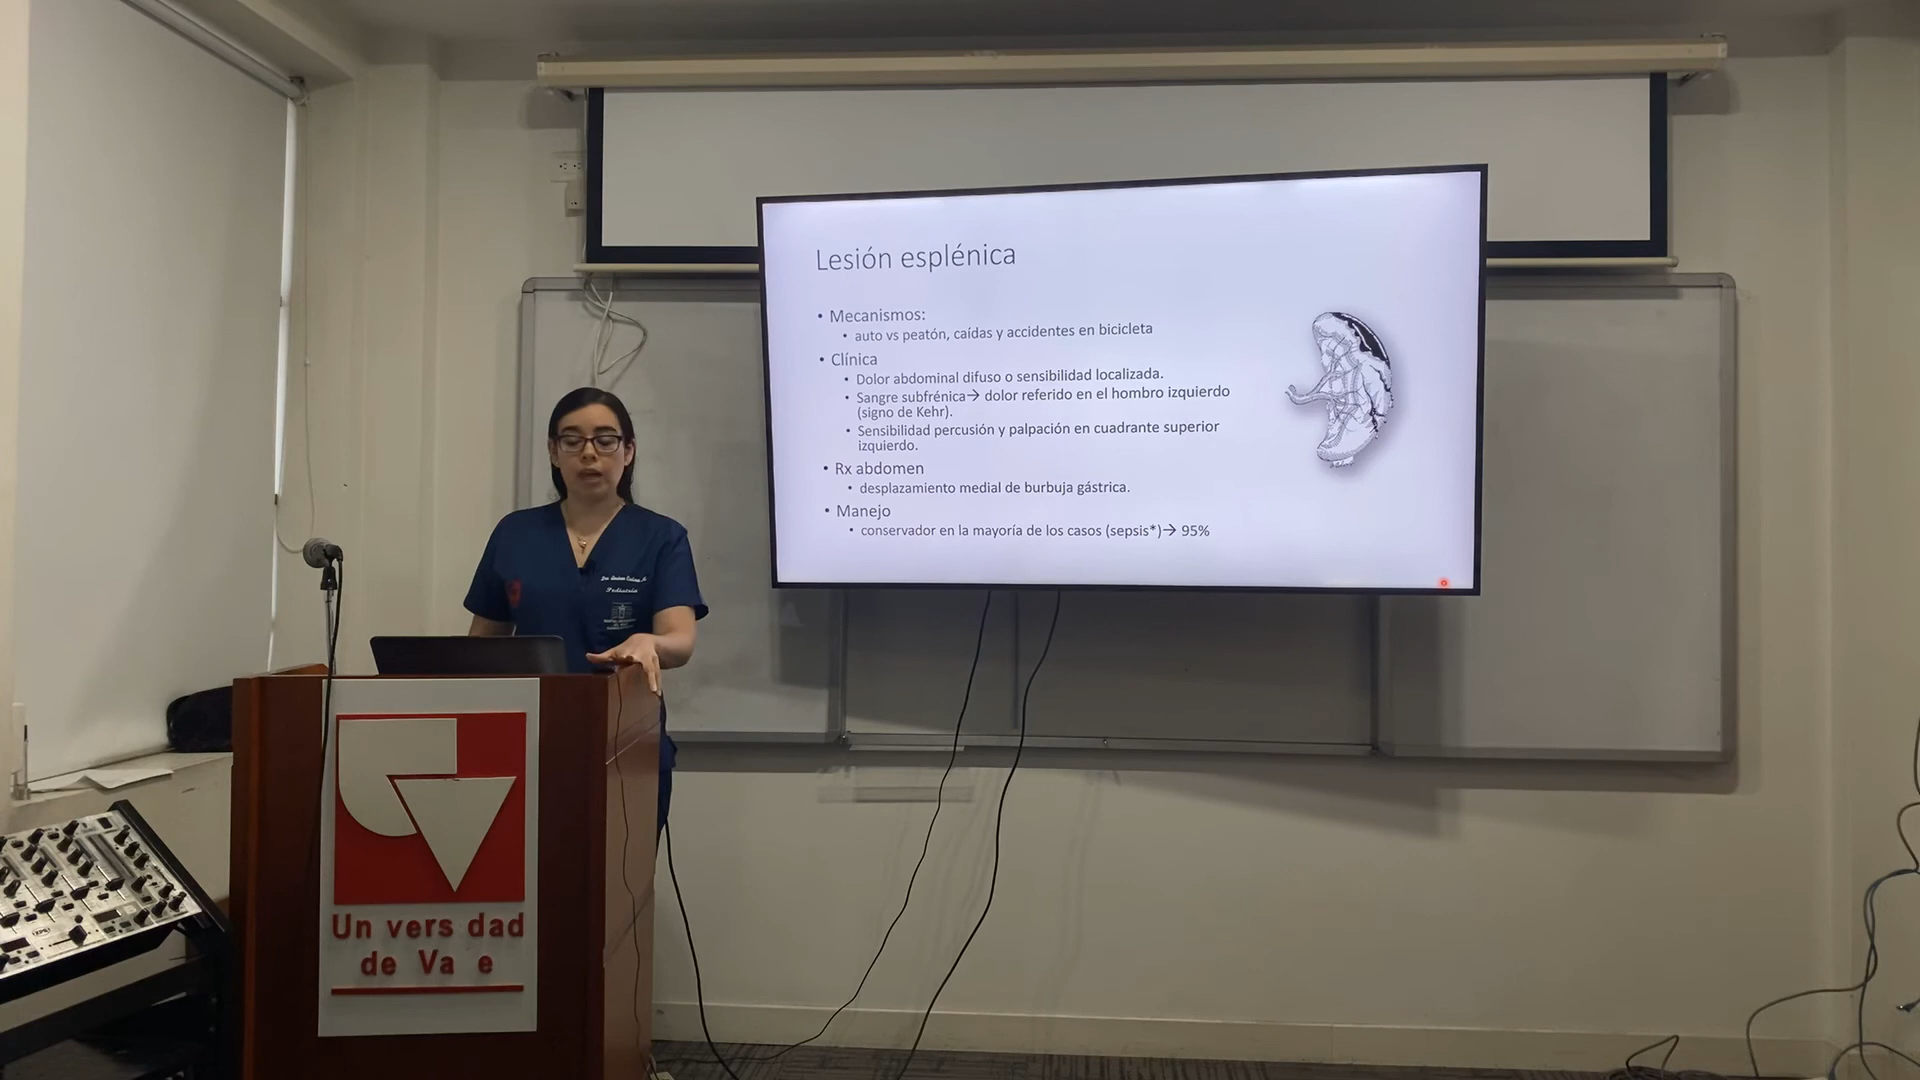 Lesión esplénica
• Mecanismos:
• auto vs peatón, caídas y accidentes en bicicleta
• Clínica
• Dolor abdominal difuso o sensibilidad localizada.
• Sangre subfrénica→ dolor referido en el hombro izquierdo
(signo de Kehr).
• Sensibilidad percusión y palpación en cuadrante superior
izquierdo.
• Rx abdomen
• desplazamiento medial de burbuja gástrica.
• Manejo
• conservador en la mayoría de los casos (sepsis*)→ 95%
Pediatría
Un vers dad
de Va e